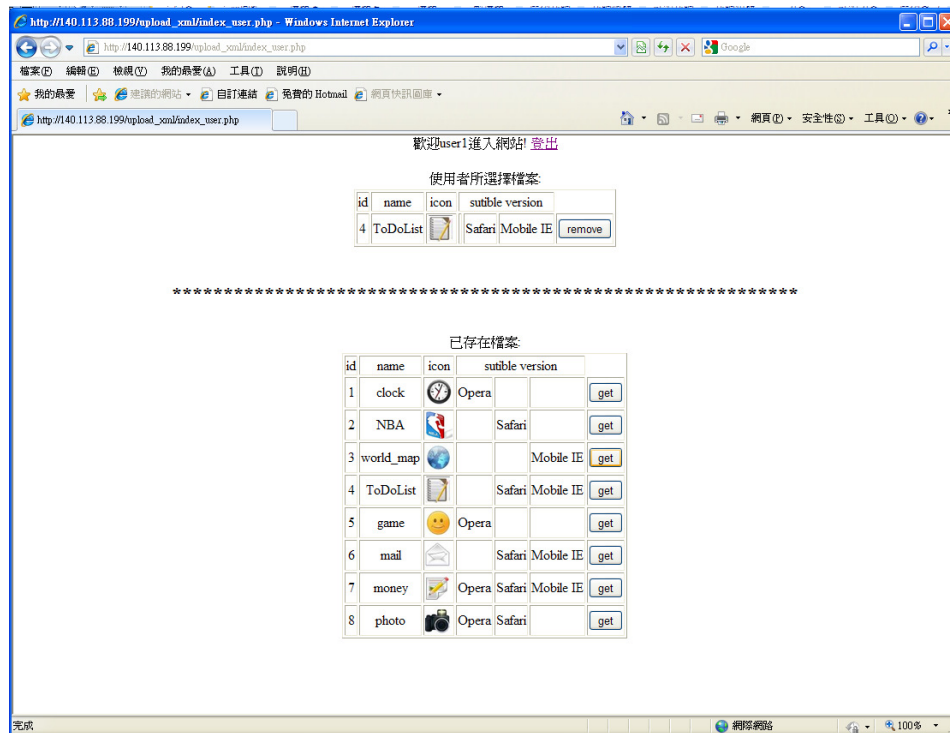 http://140.113.88.199/upload_xml/index_user.php - Windows Internet Explorer
http://140.113.88.199/upload_xml/index_user.php Google
檔案(F) 編輯(E) 檢視(V) 我的最愛(A) 工具(T) 說明(H)
我的最愛 建議的網站 自訂連結 免費的 Hotmail 網頁快訊圖庫
http://140.113.88.199/upload_xml/index_user.php 網頁(P) 安全性(S) 工具(O)
歡迎user1進入網站! 登出
使用者所選擇檔案:
id name icon sutible version
4 ToDoList Safari Mobile IE remove
*************************************************************
已存在檔案:
id name icon sutible version
1 clock Opera get
2 NBA Safari get
3 world_map Mobile IE get
4 ToDoList Safari Mobile IE get
5 game Opera get
6 mail Safari Mobile IE get
7 money Opera Safari Mobile IE get
8 photo Opera Safari get
完成 網際網路 100%